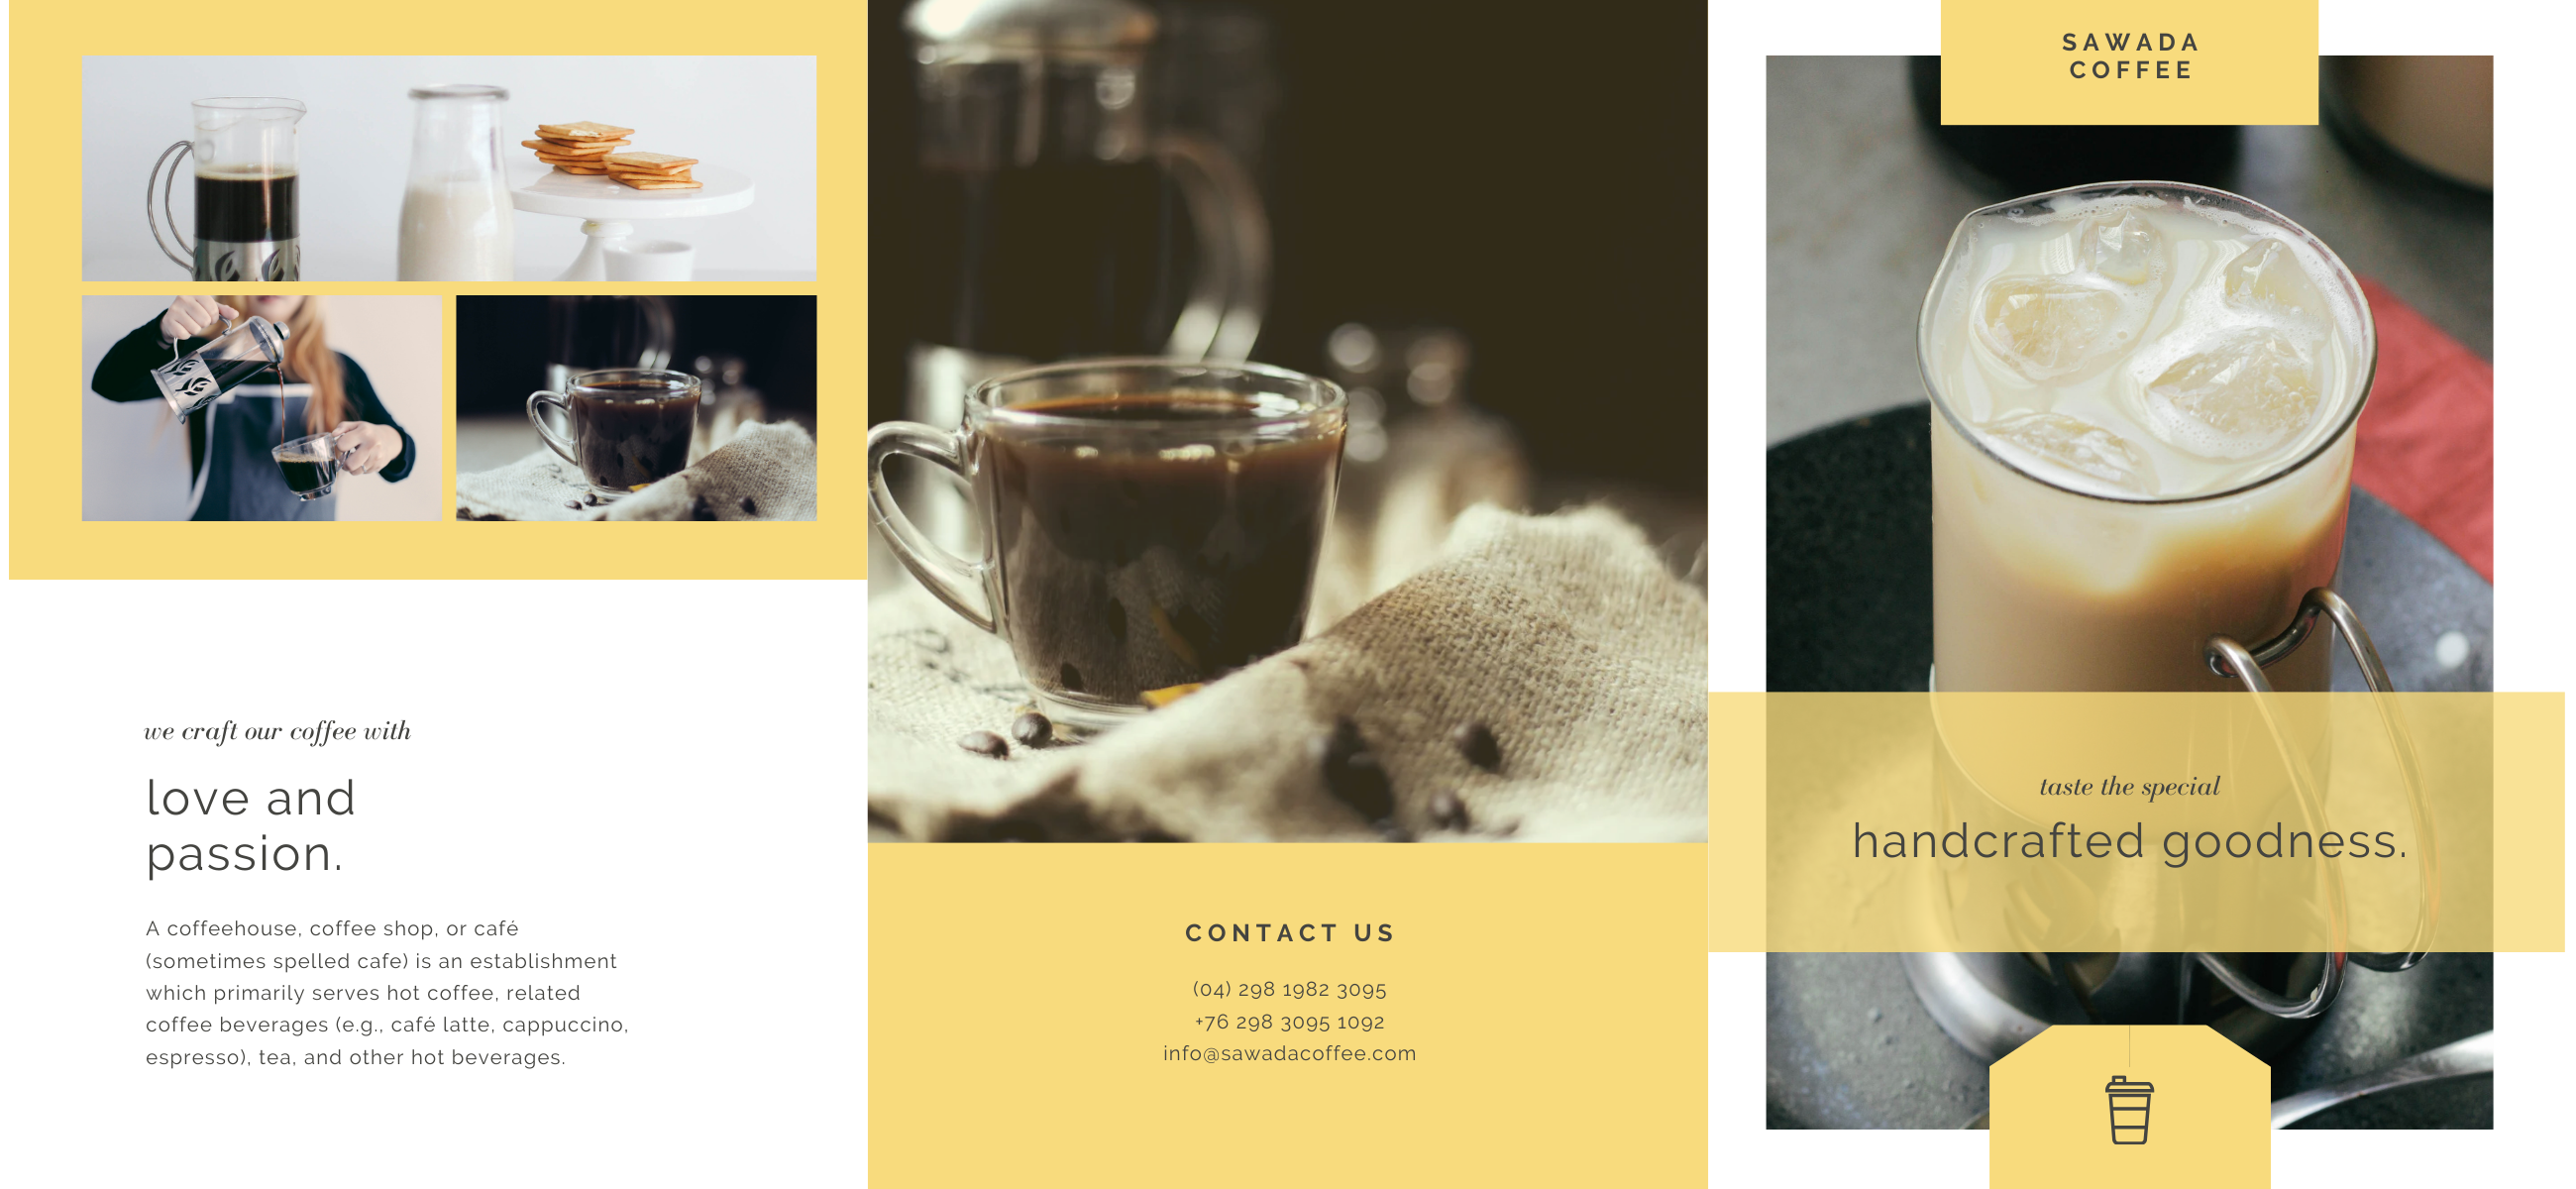 we craft our coffee with
love and
passion.
A coffeehouse, coffee shop, or café
(sometimes spelled cafe) is an establishment
which primarily serves hot coffee, related
coffee beverages (e.g., café latte, cappuccino,
espresso), tea, and other hot beverages.
CONTACT US
(04) 298 1982 3095
+76 298 3095 1092
info@sawadacoffee.com
SAWADA
COFFEE
taste the special
handcrafted goodness.